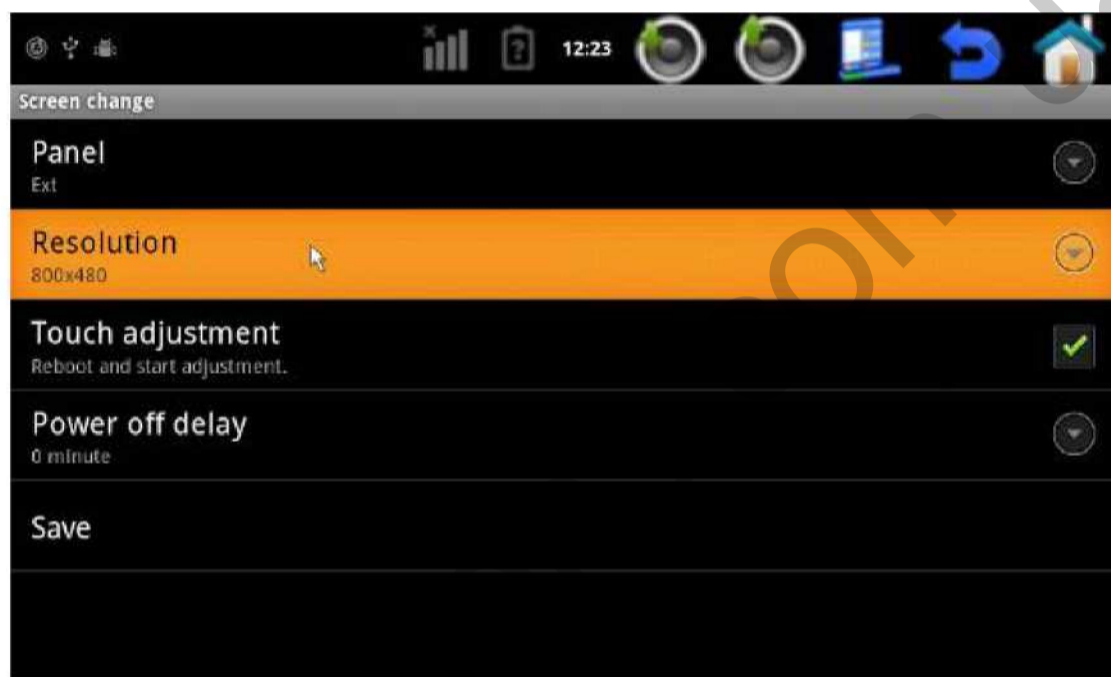 12:23
Screen change
Panel
Ext
Resolution
800x480
Touch adjustment
Reboot and start adjustment.
Power off delay
0 minute
Save